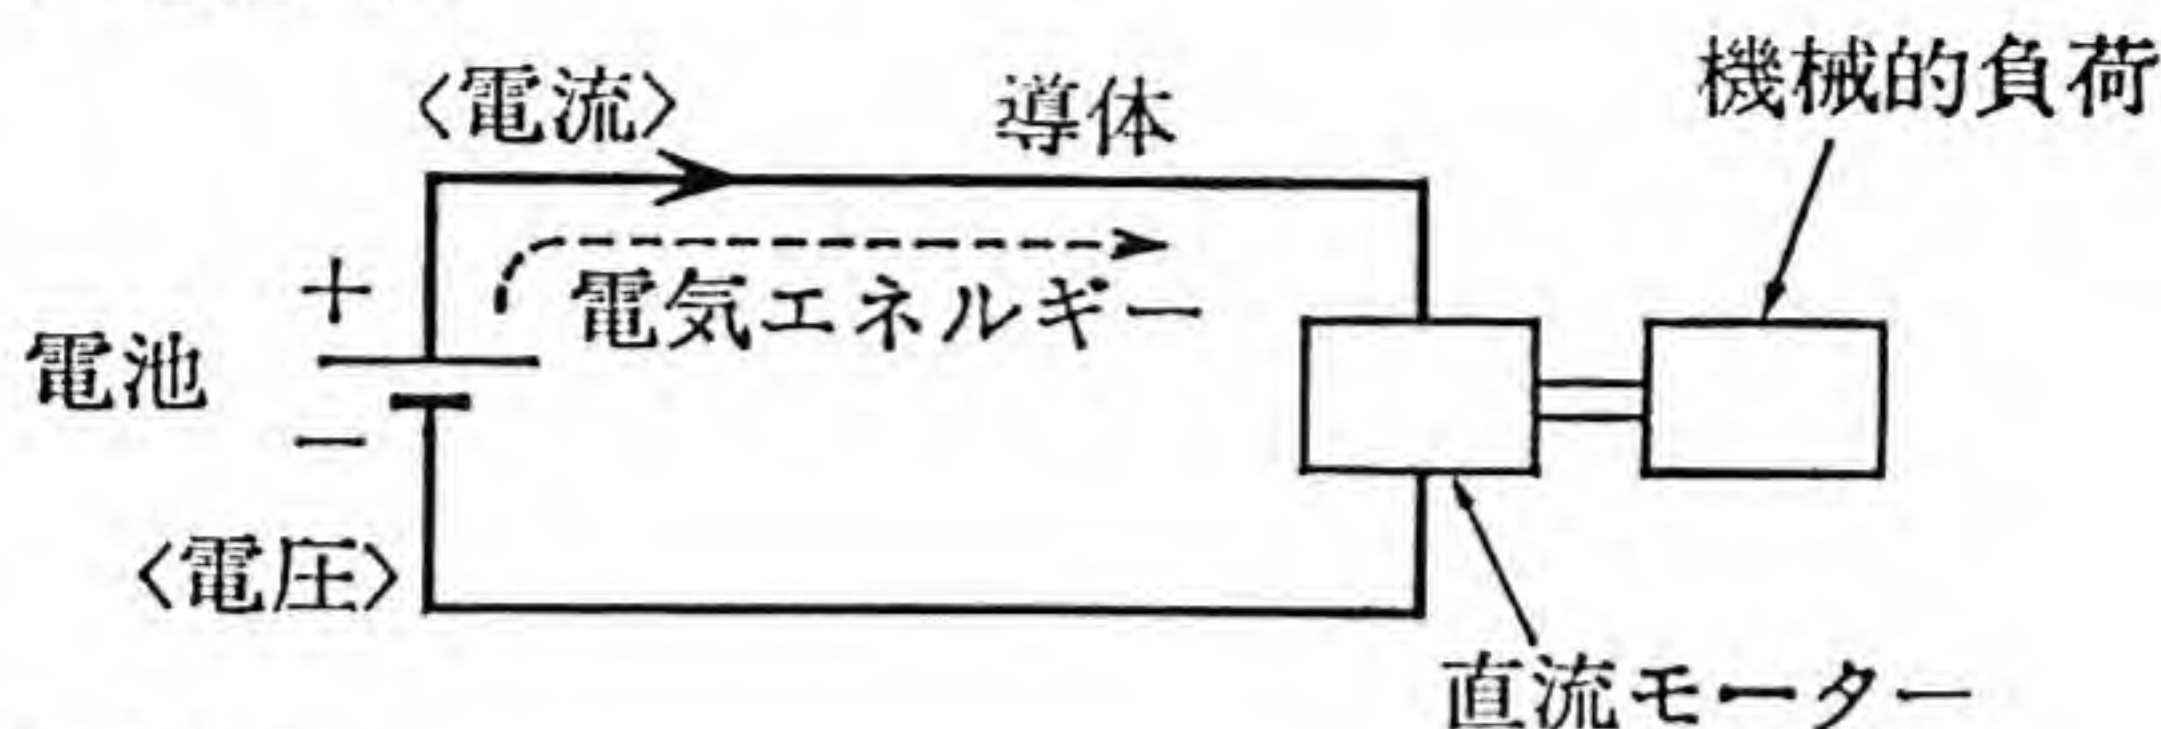 機械的負荷
〈電流〉
導体
+
電気エネルギー
電池
−
〈電圧〉
直流モーター